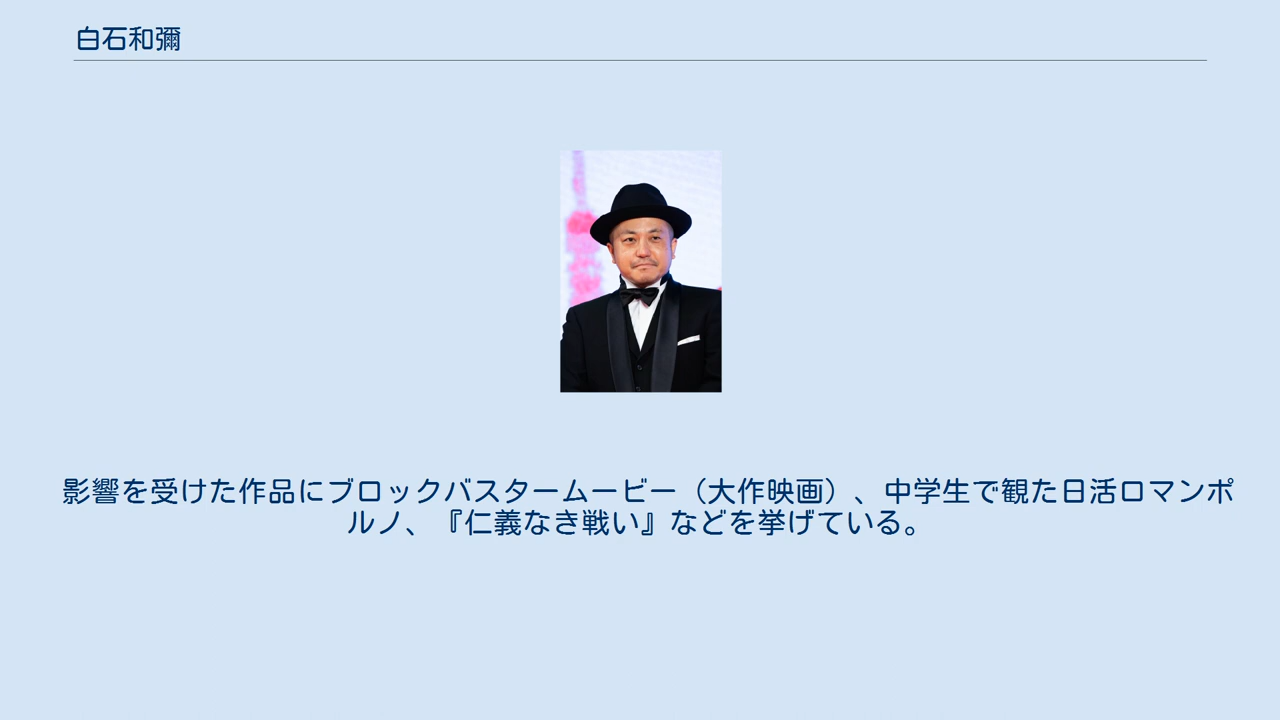 白石和彌
影響を受けた作品にブロックバスタームービー（大作映画）、中学生で観た日活ロマンポ
ルノ、『仁義なき戦い』などを挙げている。